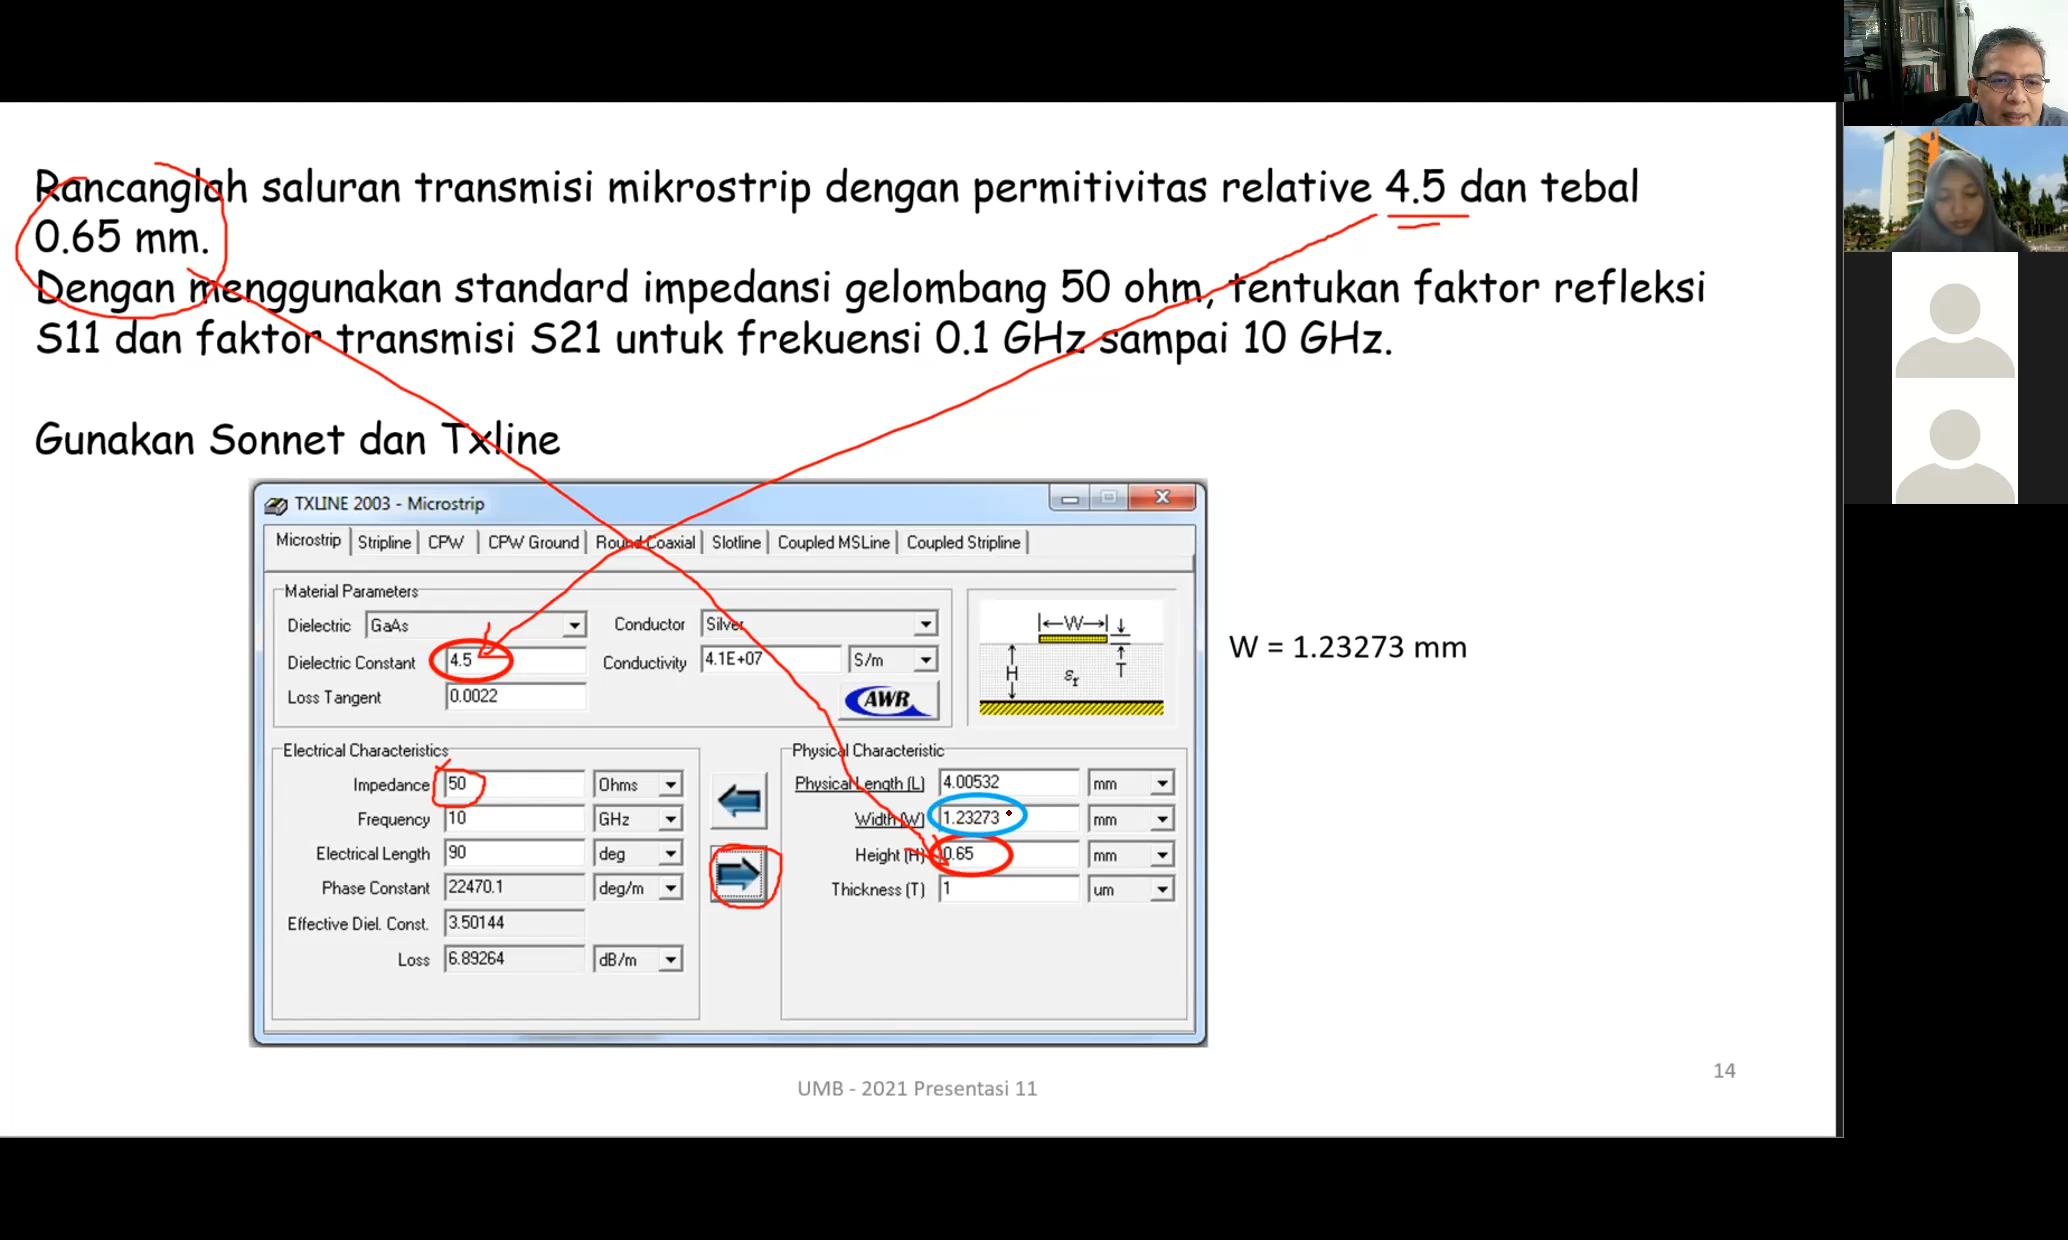 Rancanglah saluran transmisi mikrostrip dengan permitivitas relative 4.5 dan tebal
0.65 mm.
Dengan menggunakan standard impedansi gelombang 50 ohm, tentukan faktor refleksi
S11 dan faktor transmisi S21 untuk frekuensi 0.1 GHz sampai 10 GHz.
Gunakan Sonnet dan Txline
TXLINE 2003 - Microstrip
Microstrip Stripline CPW CPW Ground Round Coaxial Slotline Coupled MSLine Coupled Stripline
Material Parameters
Dielectric GaAs Conductor Silver
Dielectric Constant 4.5 Conductivity 4.1E+07 S/m
Loss Tangent 0.0022
AWR
W
H
εr
T
W = 1.23273 mm
Electrical Characteristics
Impedance 50 Ohms
Frequency 10 GHz
Electrical Length 90 deg
Phase Constant 22470.1 deg/m
Effective Diel. Const. 3.50144
Loss 6.89264 dB/m
Physical Characteristic
Physical Length (L) 4.00532 mm
Width (W) 1.23273 mm
Height (H) 0.65 mm
Thickness (T) 1 um
UMB - 2021 Presentasi 11
14